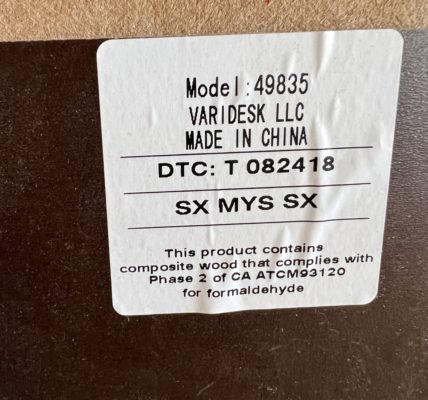 Model:49835
VARIDESK LLC
MADE IN CHINA
DTC: T 082418
SX MYS SX
This product contains
composite wood that complies with
Phase 2 of CA ATCM93120
for formaldehyde